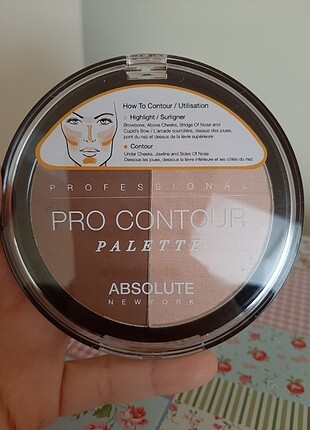 How To Contour / Utilisation
Highlight / Surligner
Browbone, Above Cheeks, Bridge Of Nose and
Cupid's Bow / L'arcade sourcilière, dessus des joues,
pont du nez et dessus de la lèvre supérieure
Contour
Under Cheeks, Jawline and Sides Of Nose
Dessous les joues, dessous la lèvre inférieure et les côtés du nez
PROFESSIONAL
PRO CONTOUR
PALETTE
ABSOLUTE
NEW YORK